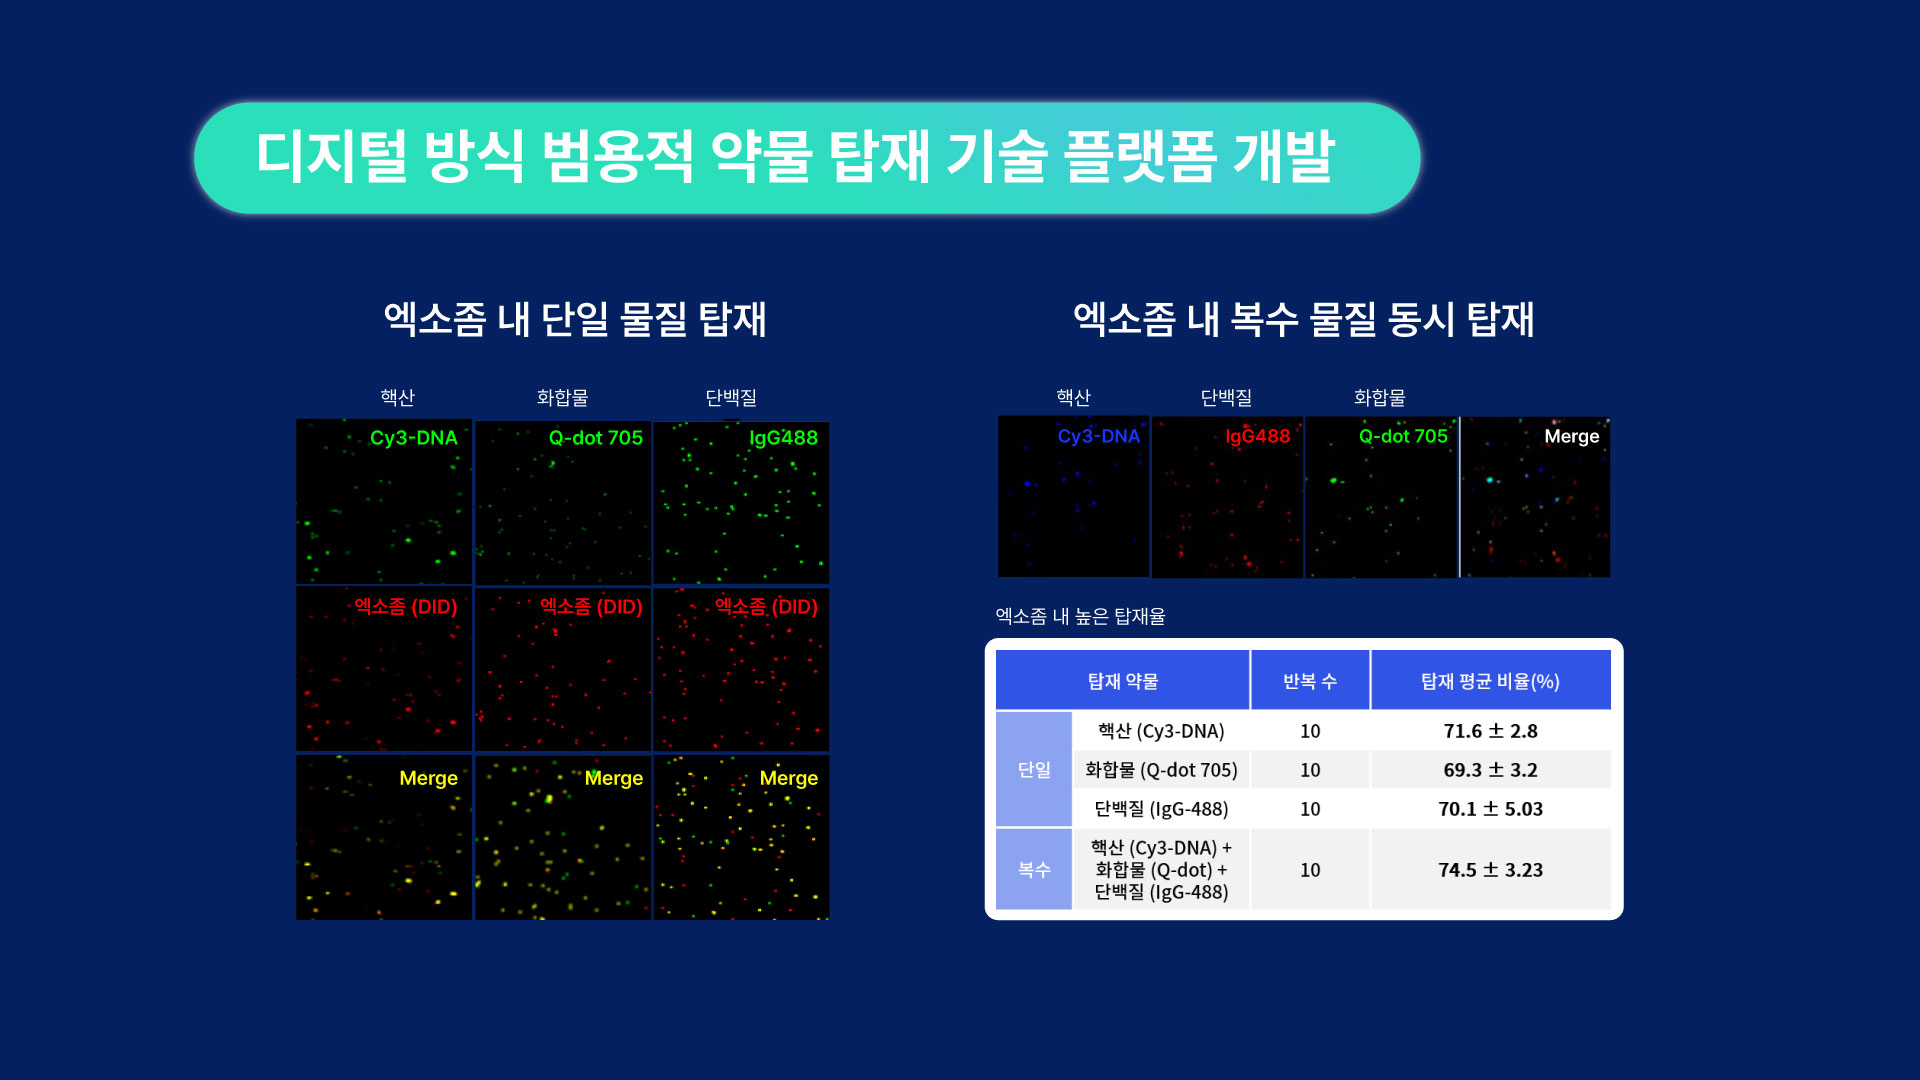 디지털 방식 범용적 약물 탑재 기술 플랫폼 개발
엑소좀 내 단일 물질 탑재
핵산 화합물 단백질
Cy3-DNA Q-dot 705 IgG488
엑소좀 (DID) 엑소좀 (DID) 엑소좀 (DID)
Merge Merge Merge
엑소좀 내 복수 물질 동시 탑재
핵산 단백질 화합물
Cy3-DNA IgG488 Q-dot 705 Merge
엑소좀 내 높은 탑재율
탑재 약물 반복 수 탑재 평균 비율(%)
단일
핵산 (Cy3-DNA) 10 71.6 ± 2.8
화합물 (Q-dot 705) 10 69.3 ± 3.2
단백질 (IgG-488) 10 70.1 ± 5.03
복수
핵산 (Cy3-DNA) +
화합물 (Q-dot) +
단백질 (IgG-488)
10 74.5 ± 3.23